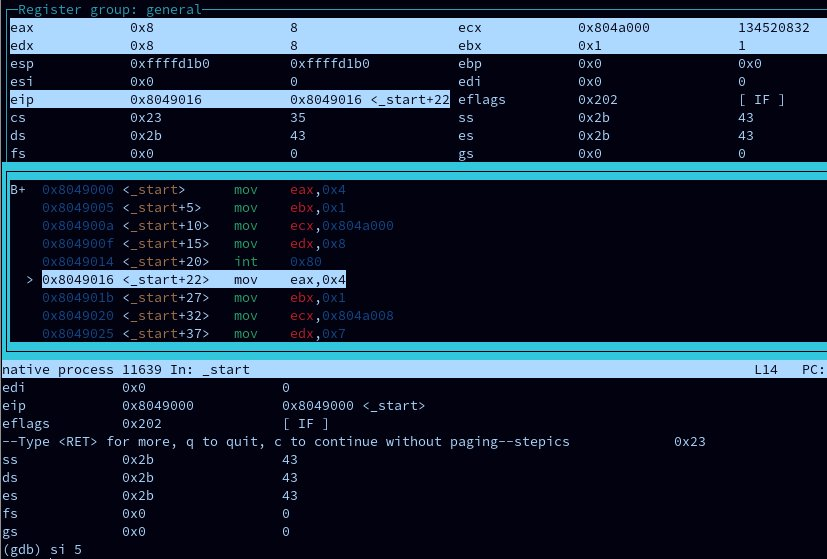 Register group: general
eax 0x8 8 ecx 0x804a000 134520832
edx 0x8 8 ebx 0x1 1
esp 0xffffd1b0 0xffffd1b0 ebp 0x0 0x0
esi 0x0 0 edi 0x0 0
eip 0x8049016 0x8049016 <_start+22 eflags 0x202 [ IF ]
cs 0x23 35 ss 0x2b 43
ds 0x2b 43 es 0x2b 43
fs 0x0 0 gs 0x0 0
B+ 0x8049000 <_start> mov eax,0x4
0x8049005 <_start+5> mov ebx,0x1
0x804900a <_start+10> mov ecx,0x804a000
0x804900f <_start+15> mov edx,0x8
0x8049014 <_start+20> int 0x80
> 0x8049016 <_start+22> mov eax,0x4
0x804901b <_start+27> mov ebx,0x1
0x8049020 <_start+32> mov ecx,0x804a008
0x8049025 <_start+37> mov edx,0x7
native process 11639 In: _start L14 PC:
edi 0x0 0
eip 0x8049000 0x8049000 <_start>
eflags 0x202 [ IF ]
--Type <RET> for more, q to quit, c to continue without paging--stepics 0x23
ss 0x2b 43
ds 0x2b 43
es 0x2b 43
fs 0x0 0
gs 0x0 0
(gdb) si 5